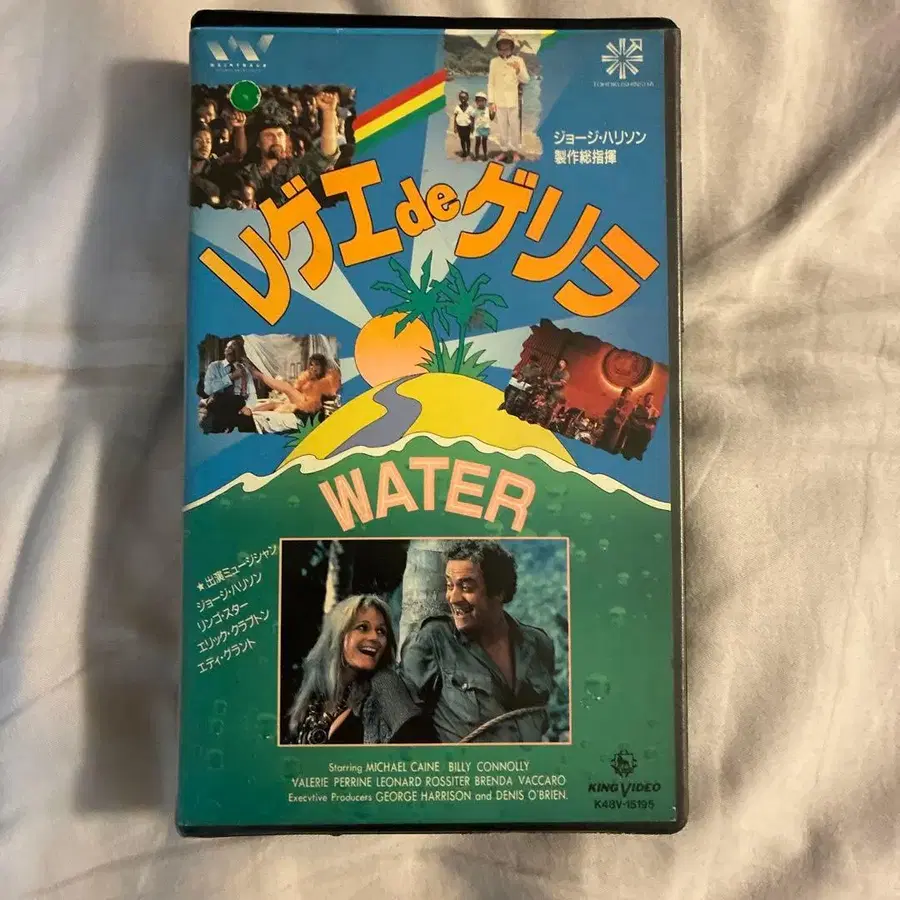 ジョージ・ハリソン
製作総指揮
レゲエdeゲリラ
WATER
★出演ミュージシャン
ジョージ・ハリソン
リンゴ・スター
エリック・クラプトン
エディ・グラント
Starring MICHAEL CAINE BILLY CONNOLLY
VALERIE PERRINE LEONARD ROSSITER BRENDA VACCARO
Execvtive Producers GEORGE HARRISON and DENIS O'BRIEN.
KING VIDEO
K48V-15195